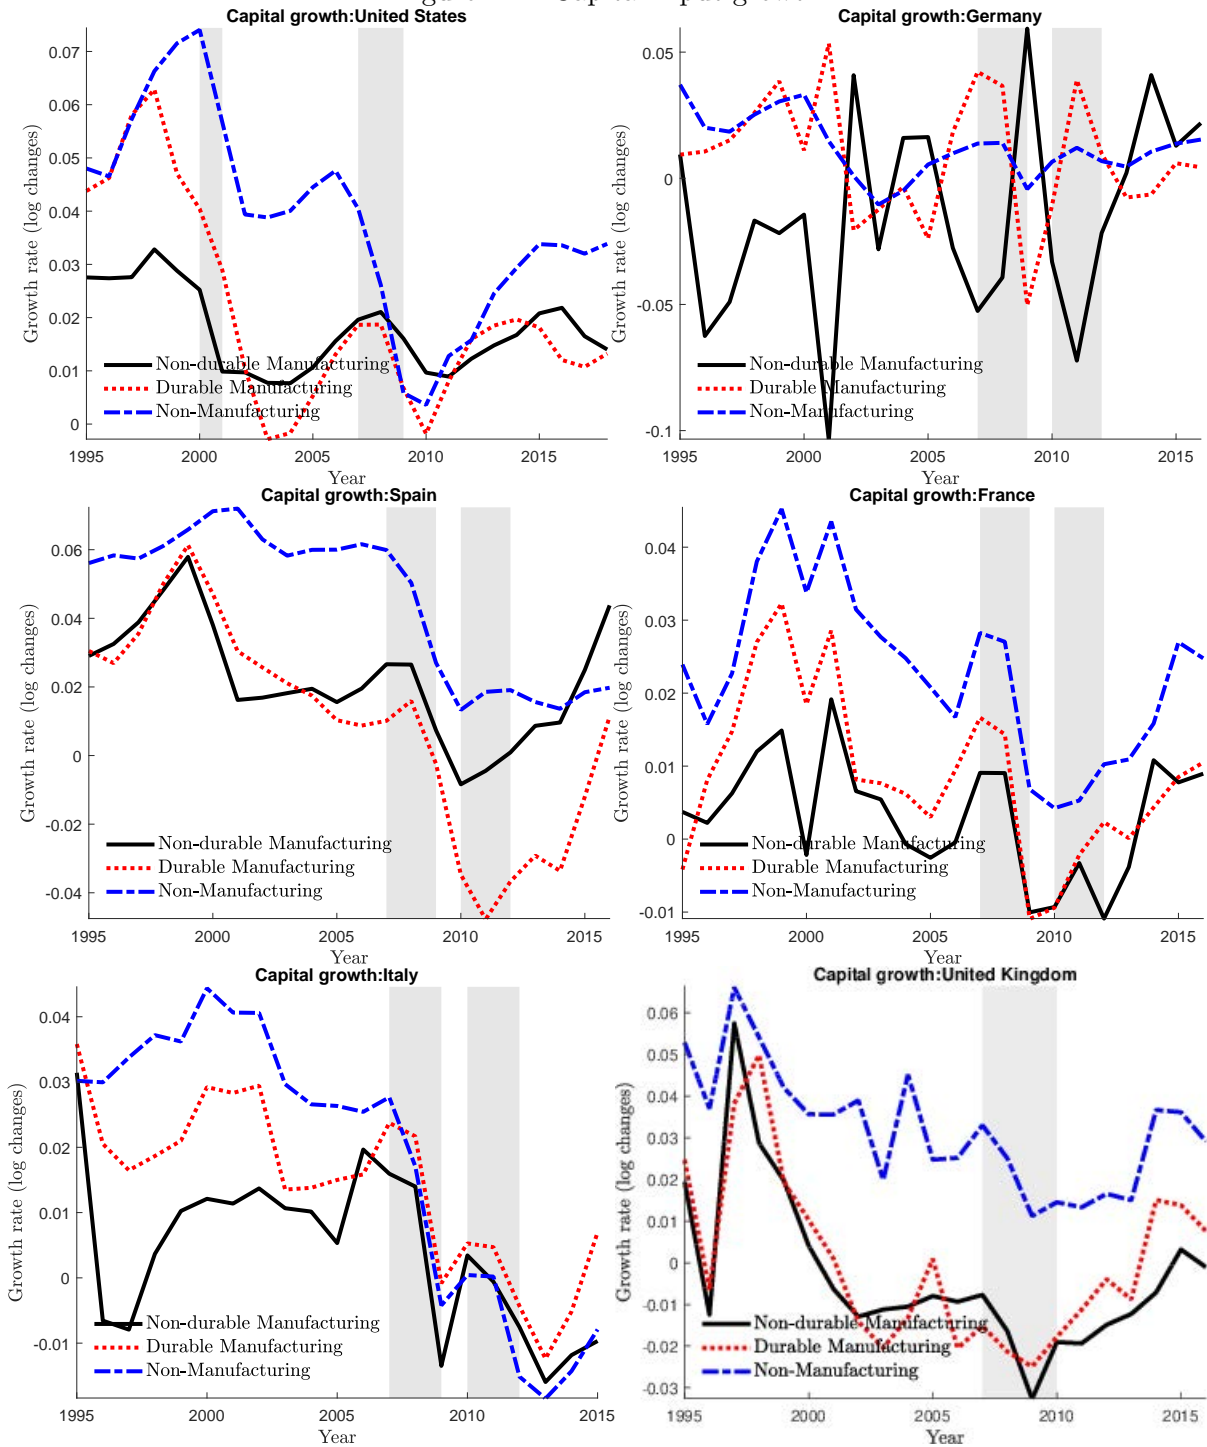 Capital growth:United States
Growth rate (log changes)
0.07
0.06
0.05
0.04
0.03
0.02
0.01
0
Non-durable Manufacturing
Durable Manufacturing
Non-Manufacturing
1995 2000 2005 2010 2015
Year
Capital growth:Germany
Growth rate (log changes)
0.05
0
-0.05
-0.1
Non-durable Manufacturing
Durable Manufacturing
Non-Manufacturing
1995 2000 2005 2010 2015
Year
Capital growth:Spain
Growth rate (log changes)
0.06
0.04
0.02
0
-0.02
-0.04
Non-durable Manufacturing
Durable Manufacturing
Non-Manufacturing
1995 2000 2005 2010 2015
Year
Capital growth:France
Growth rate (log changes)
0.04
0.03
0.02
0.01
0
-0.01
Non-durable Manufacturing
Durable Manufacturing
Non-Manufacturing
1995 2000 2005 2010 2015
Year
Capital growth:Italy
Growth rate (log changes)
0.04
0.03
0.02
0.01
0
-0.01
Non-durable Manufacturing
Durable Manufacturing
Non-Manufacturing
1995 2000 2005 2010 2015
Year
Capital growth:United Kingdom
Growth rate (log changes)
0.06
0.05
0.04
0.03
0.02
0.01
0
-0.01
-0.02
-0.03
Non-durable Manufacturing
Durable Manufacturing
Non-Manufacturing
1995 2000 2005 2010 2015
Year